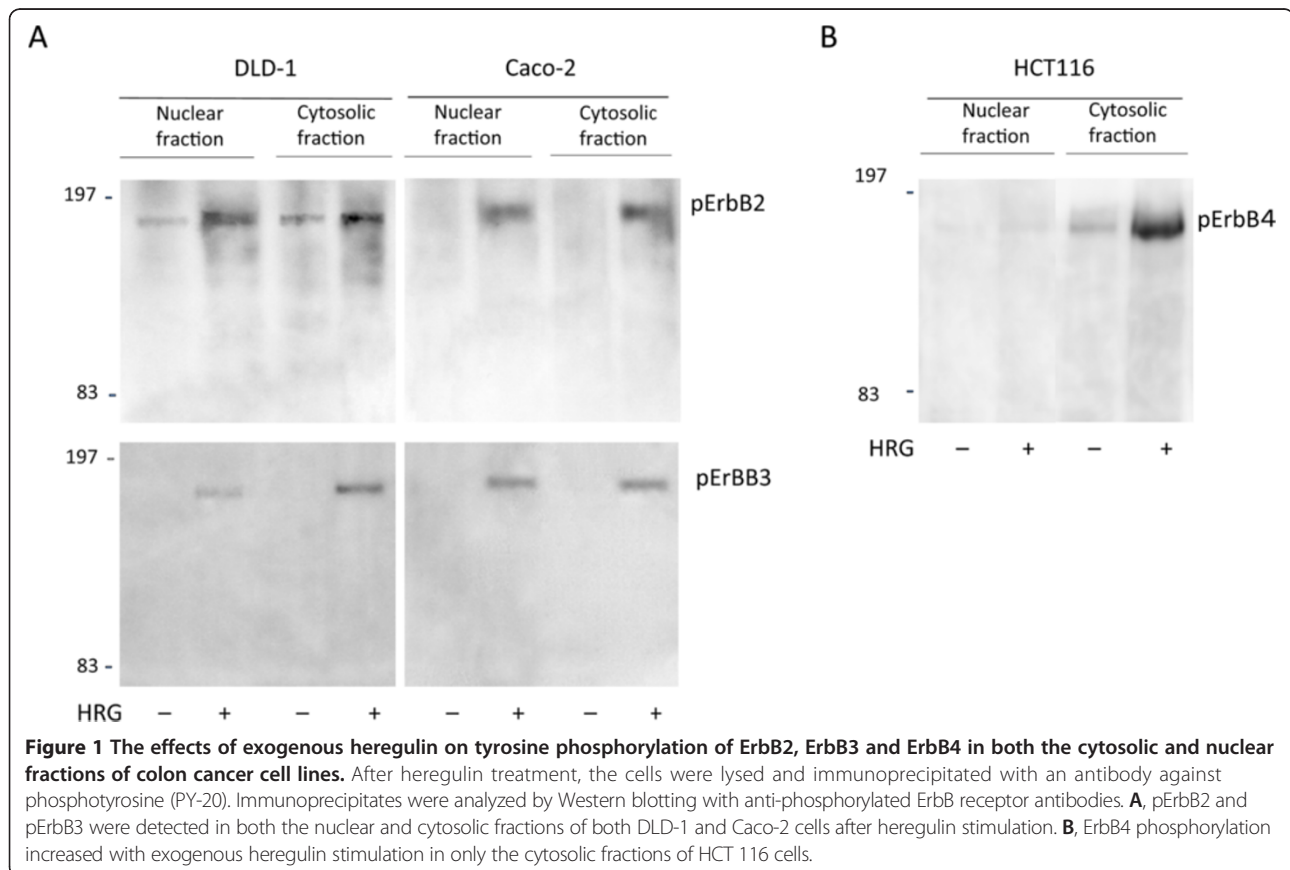 A
B
DLD-1 Caco-2 HCT116
Nuclear fraction Cytosolic fraction Nuclear fraction Cytosolic fraction Nuclear fraction Cytosolic fraction
197 - pErbB2
83 -
197 - pErBB3
83 -
HRG – + – + – + – +
197 -
pErbB4
83 -
HRG – + – +
Figure 1 The effects of exogenous heregulin on tyrosine phosphorylation of ErbB2, ErbB3 and ErbB4 in both the cytosolic and nuclear
fractions of colon cancer cell lines. After heregulin treatment, the cells were lysed and immunoprecipitated with an antibody against
phosphotyrosine (PY-20). Immunoprecipitates were analyzed by Western blotting with anti-phosphorylated ErbB receptor antibodies. A, pErbB2 and
pErbB3 were detected in both the nuclear and cytosolic fractions of both DLD-1 and Caco-2 cells after heregulin stimulation. B, ErbB4 phosphorylation
increased with exogenous heregulin stimulation in only the cytosolic fractions of HCT 116 cells.